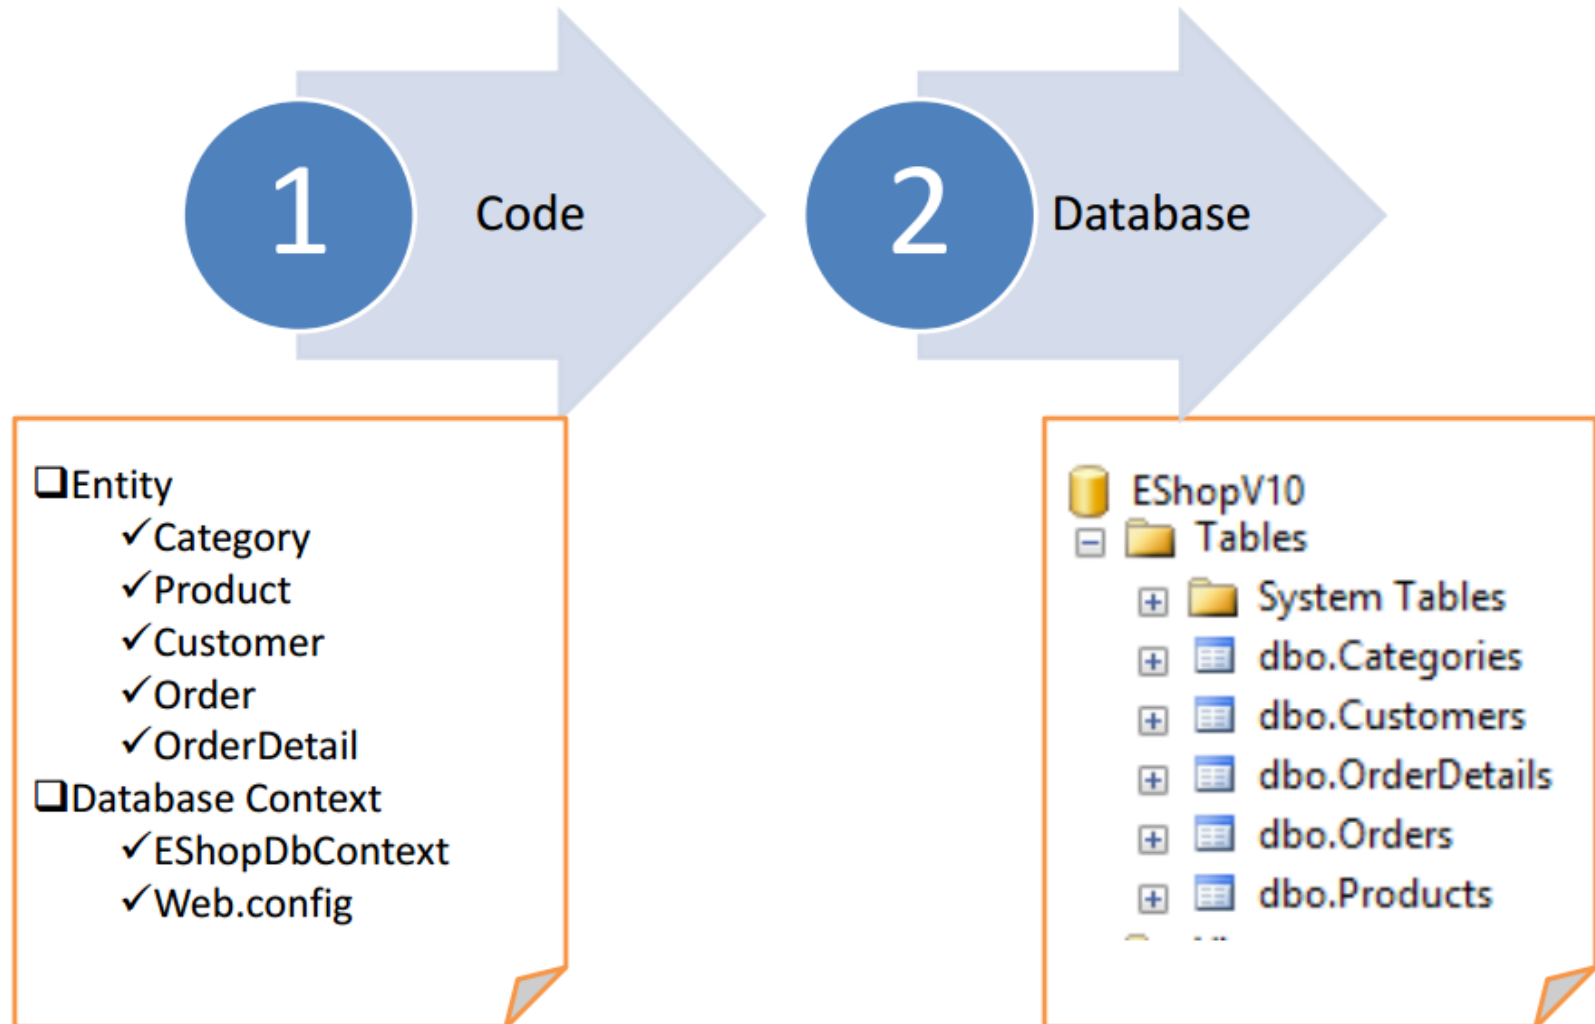 1
Code
2
Database
❑Entity
✓Category
✓Product
✓Customer
✓Order
✓OrderDetail
❑Database Context
✓EShopDbContext
✓Web.config
EShopV10
Tables
System Tables
dbo.Categories
dbo.Customers
dbo.OrderDetails
dbo.Orders
dbo.Products